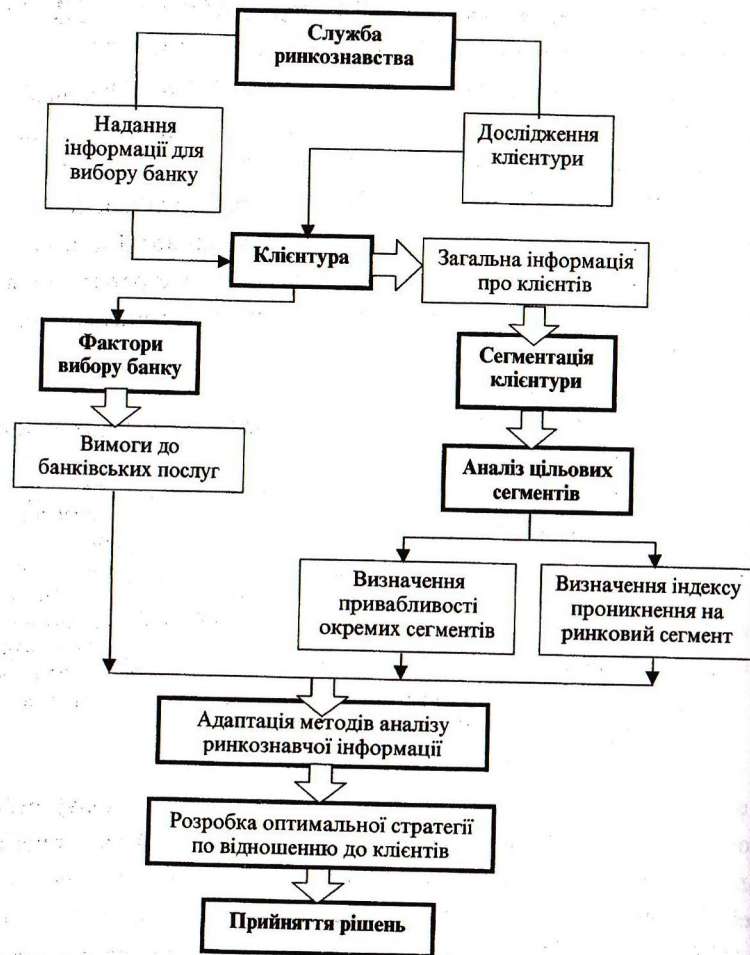 Служба
ринкознавства
Надання
інформації для
вибору банку
Дослідження
клієнтури
Клієнтура
Загальна інформація
про клієнтів
Фактори
вибору банку
Сегментація
клієнтури
Вимоги до
банківських послуг
Аналіз цільових
сегментів
Визначення
привабливості
окремих сегментів
Визначення індексу
проникнення на
ринковий сегмент
Адаптація методів аналізу
ринкознавчої інформації
Розробка оптимальної стратегії
по відношенню до клієнтів
Прийняття рішень